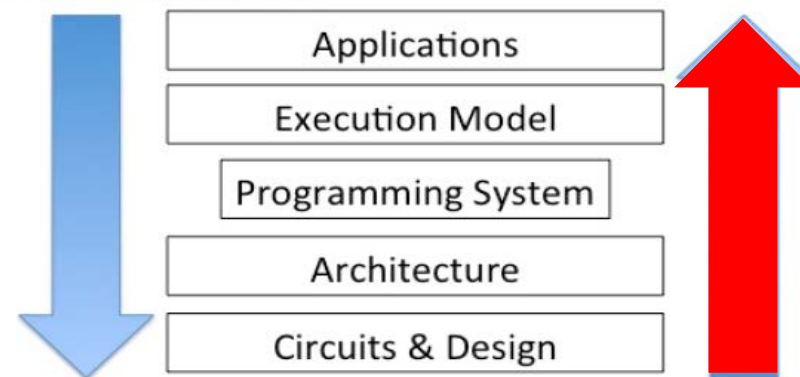 Applications
Execution Model
Programming System
Architecture
Circuits & Design